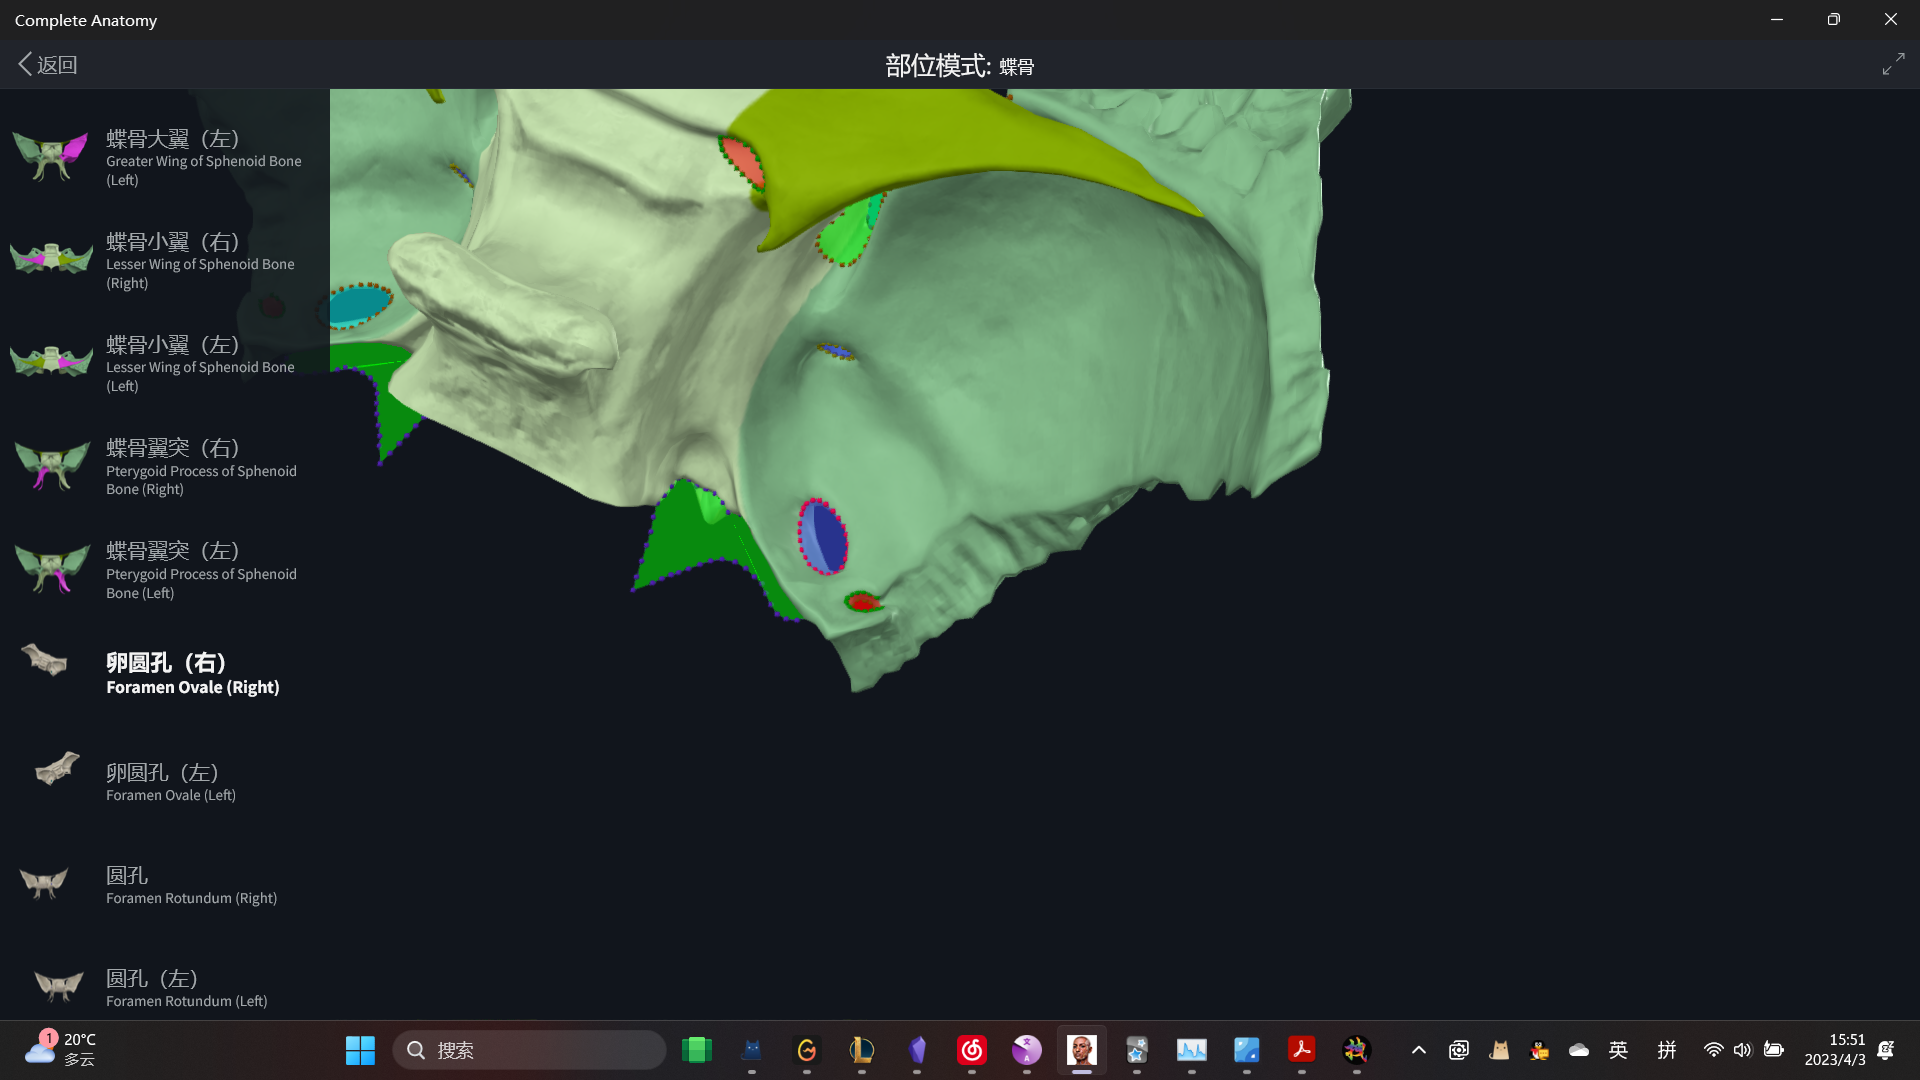 Complete Anatomy
返回
部位模式: 蝶骨
蝶骨大翼（左）
Greater Wing of Sphenoid Bone
(Left)
蝶骨小翼（右）
Lesser Wing of Sphenoid Bone
(Right)
蝶骨小翼（左）
Lesser Wing of Sphenoid Bone
(Left)
蝶骨翼突（右）
Pterygoid Process of Sphenoid
Bone (Right)
蝶骨翼突（左）
Pterygoid Process of Sphenoid
Bone (Left)
卵圆孔（右）
Foramen Ovale (Right)
卵圆孔（左）
Foramen Ovale (Left)
圆孔
Foramen Rotundum (Right)
圆孔（左）
Foramen Rotundum (Left)
1
20°C
多云
搜索
文
A
英
拼
15:51
2023/4/3